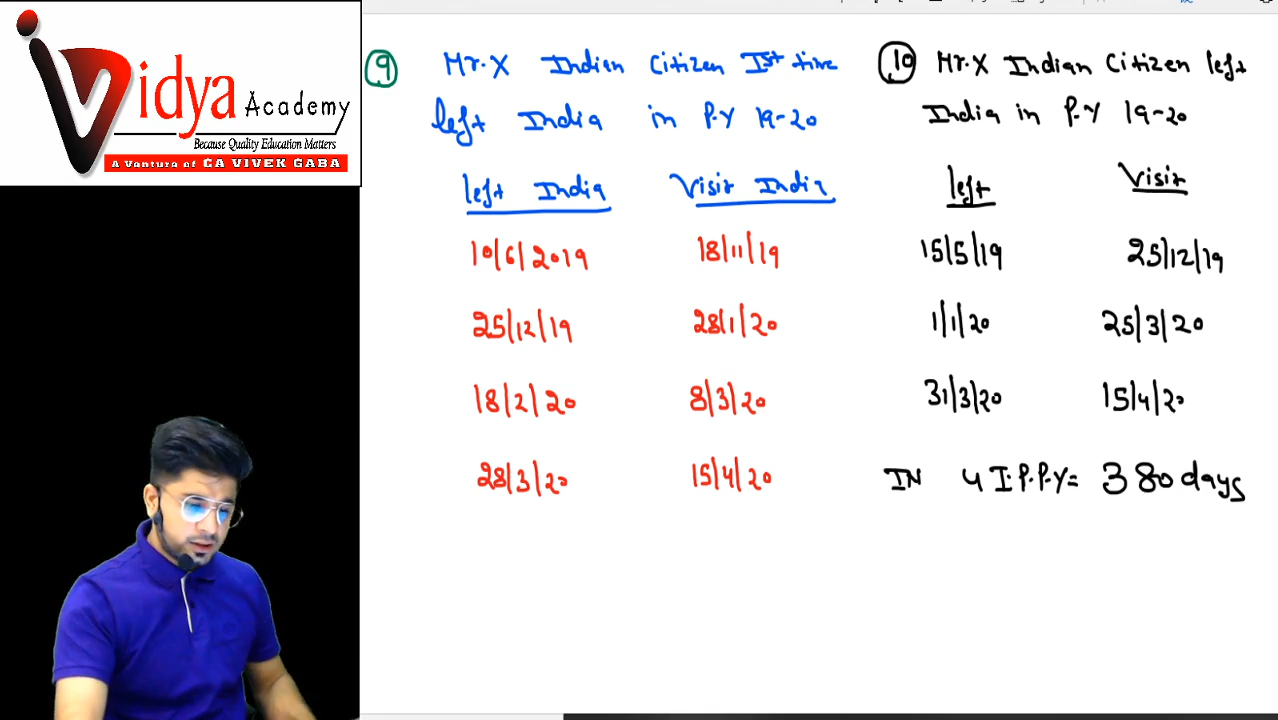 Vidya Academy
Because Quality Education Matters
A Ventura of CA VIVEK GABA
9 Mr.X Indian Citizen Ist time
left India in P.Y 19-20
left India Visit India
10/6/2019 18/11/19
25/12/19 28/1/20
18/2/20 8/3/20
28/3/20 15/4/20
10 Mr.X Indian Citizen left
India in P.Y 19-20
left Visit
15/5/19 25/12/19
1/1/20 25/3/20
31/3/20 15/4/20
IN 4 I.P.P.Y= 380 days